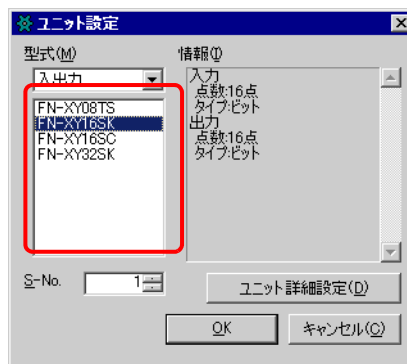 ユニット設定
型式(M)
情報(I)
入出力
入力
点数:16点
タイプ:ビット
出力
点数:16点
タイプ:ビット
FN-XY08TS
FN-XY16SK
FN-XY16SC
FN-XY32SK
S-No.
1
ユニット詳細設定(D)
OK
キャンセル(C)